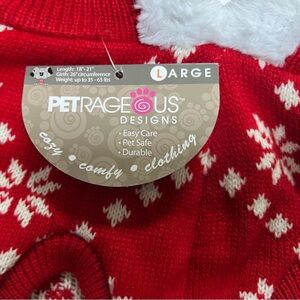 Length: 18"- 21"
Girth: 26" circumference
Weight: up to 35 - 65 lbs
L ARGE
PETRAGEOUS
DESIGNS
• Easy Care
• Pet Safe
• Durable
cozy • comfy • clothing